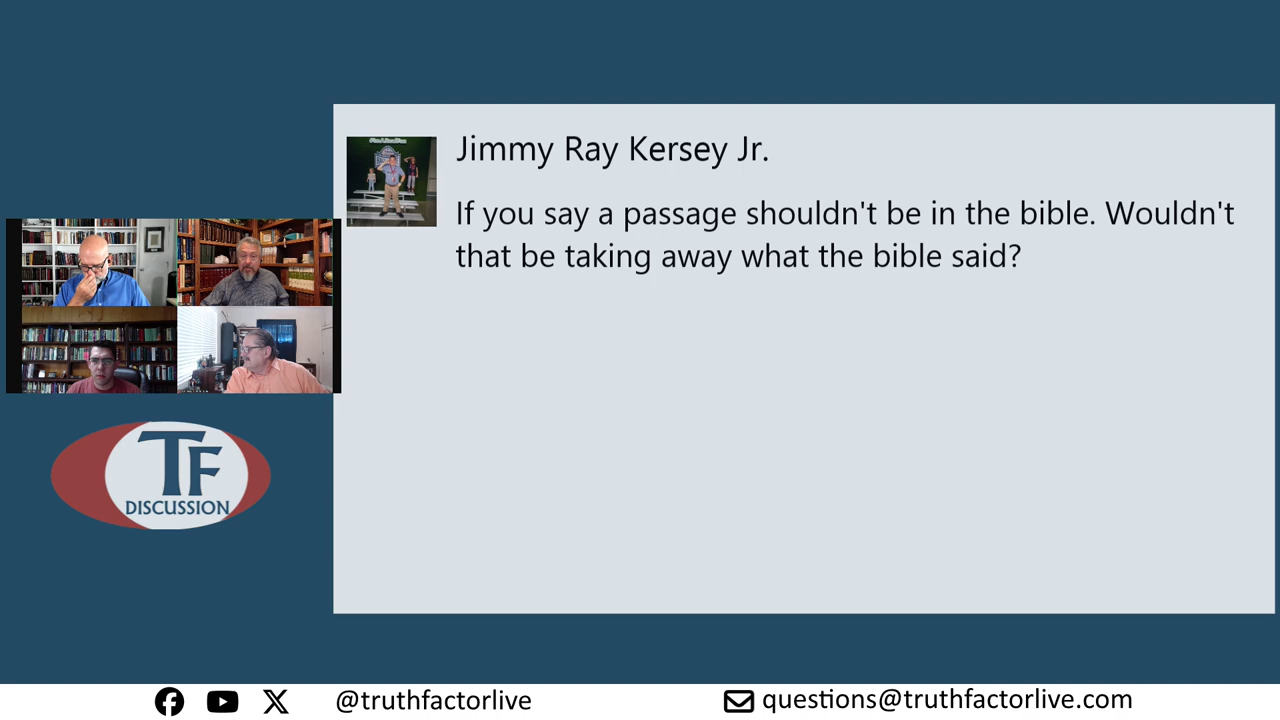 Jimmy Ray Kersey Jr.
If you say a passage shouldn't be in the bible. Wouldn't
that be taking away what the bible said?
TF
DISCUSSION
@truthfactorlive
questions@truthfactorlive.com